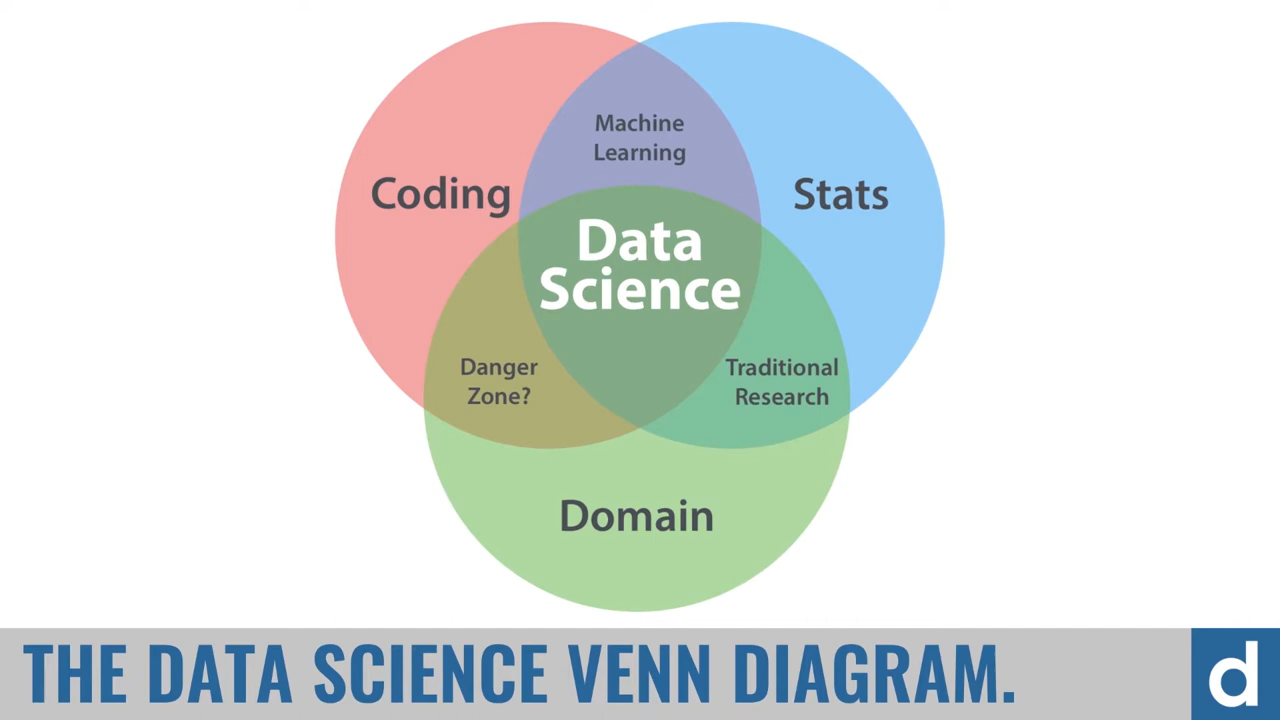 Machine
Learning
Coding
Stats
Data
Science
Danger
Zone?
Traditional
Research
Domain
THE DATA SCIENCE VENN DIAGRAM.
d